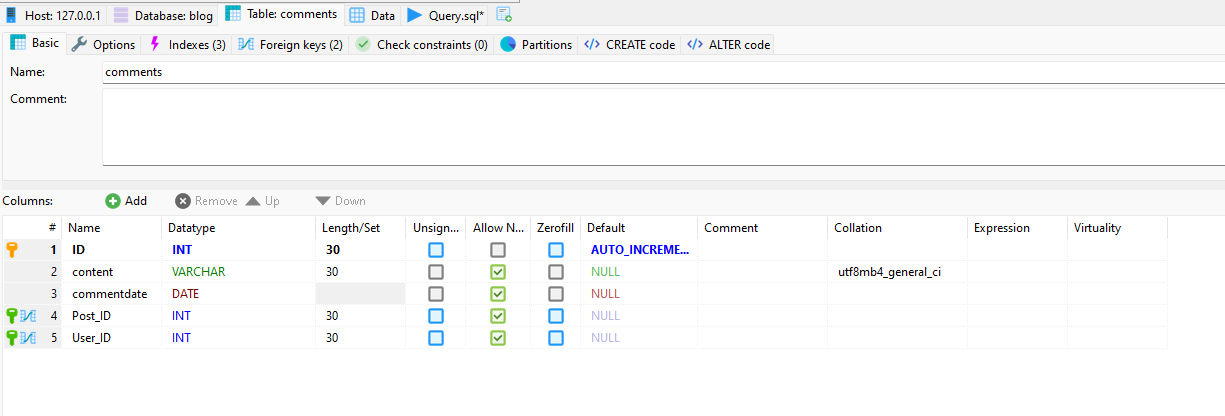 Host: 127.0.0.1 Database: blog Table: comments Data Query.sql*
Basic Options Indexes (3) Foreign keys (2) Check constraints (0) Partitions CREATE code ALTER code
Name: comments
Comment:
Columns: Add Remove Up Down
# Name Datatype Length/Set Unsign... Allow N... Zerofill Default Comment Collation Expression Virtuality
1 ID INT 30 AUTO_INCREME...
2 content VARCHAR 30 NULL utf8mb4_general_ci
3 commentdate DATE NULL
4 Post_ID INT 30 NULL
5 User_ID INT 30 NULL